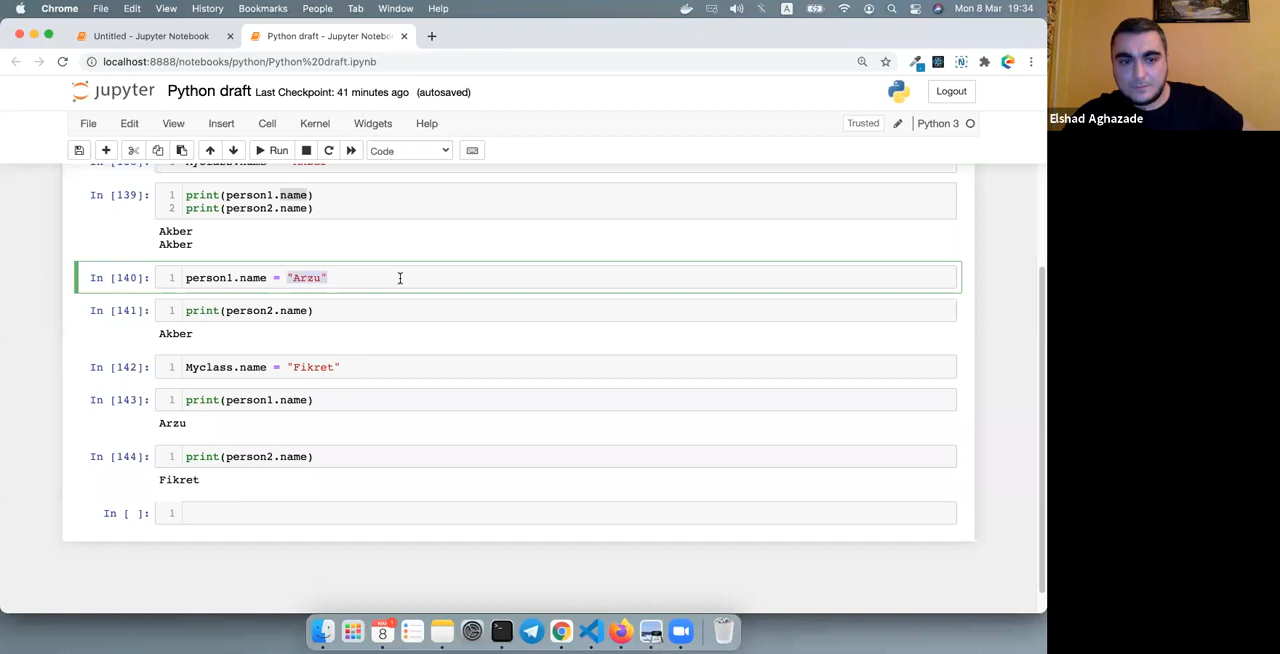 Chrome File Edit View History Bookmarks People Tab Window Help
A
Mon 8 Mar 19:34
Untitled - Jupyter Notebook
Python draft - Jupyter Notebo
localhost:8888/notebooks/python/Python%20draft.ipynb
jupyter Python draft Last Checkpoint: 41 minutes ago (autosaved)
Logout
File Edit View Insert Cell Kernel Widgets Help
Trusted
Python 3
Run
Code
In [139]: 1 print(person1.name)
2 print(person2.name)
Akber
Akber
In [140]: 1 person1.name = "Arzu"
In [141]: 1 print(person2.name)
Akber
In [142]: 1 Myclass.name = "Fikret"
In [143]: 1 print(person1.name)
Arzu
In [144]: 1 print(person2.name)
Fikret
In [ ]: 1
8
Elshad Aghazade